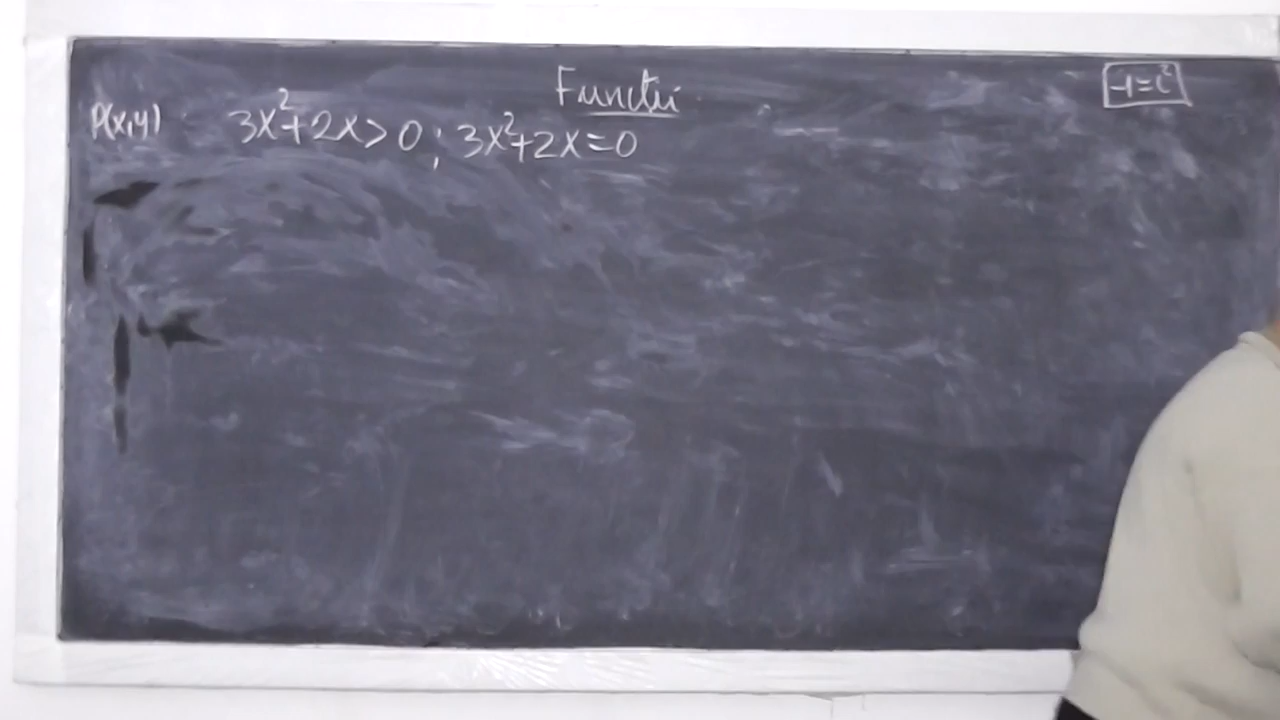 Functii
-1=i²
P(x,y) 3x²+2x>0; 3x²+2x=0